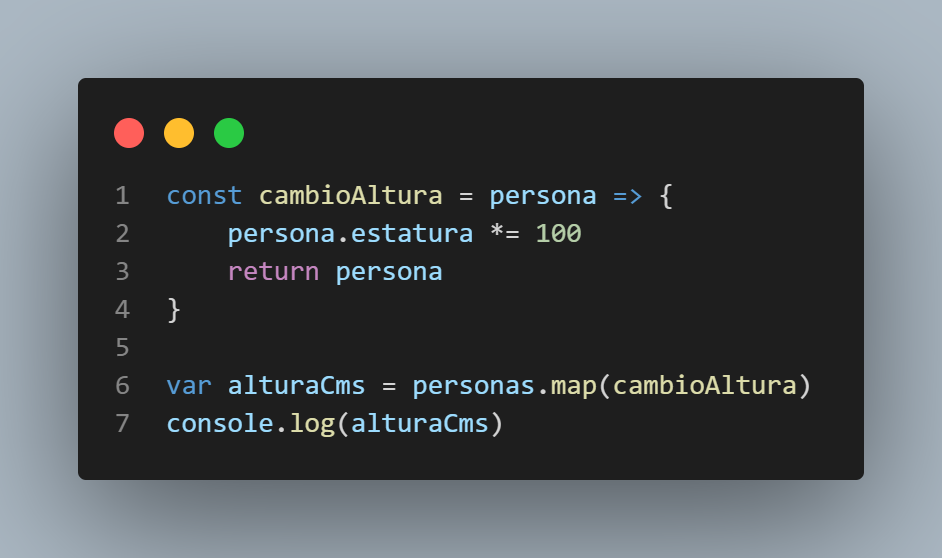 1 const cambioAltura = persona => {
2     persona.estatura *= 100
3     return persona
4 }
5
6 var alturaCms = personas.map(cambioAltura)
7 console.log(alturaCms)